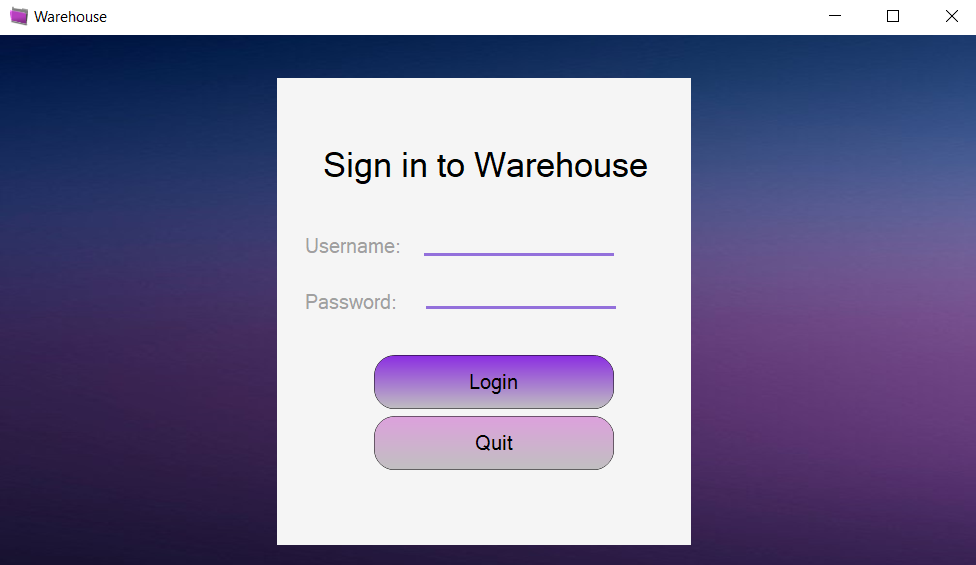 Warehouse
Sign in to Warehouse
Username:
Password:
Login
Quit